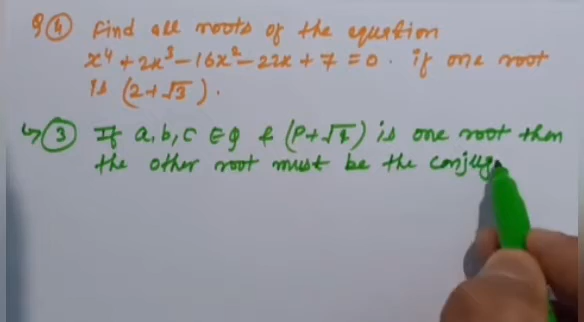 Q④ Find all roots of the equation
x⁴ + 2x³ - 16x² - 22x + 7 = 0. if one root
is (2+√3).
↳③ If a, b, c ∈ Q & (P+√q) is one root then
the other root must be the conjug